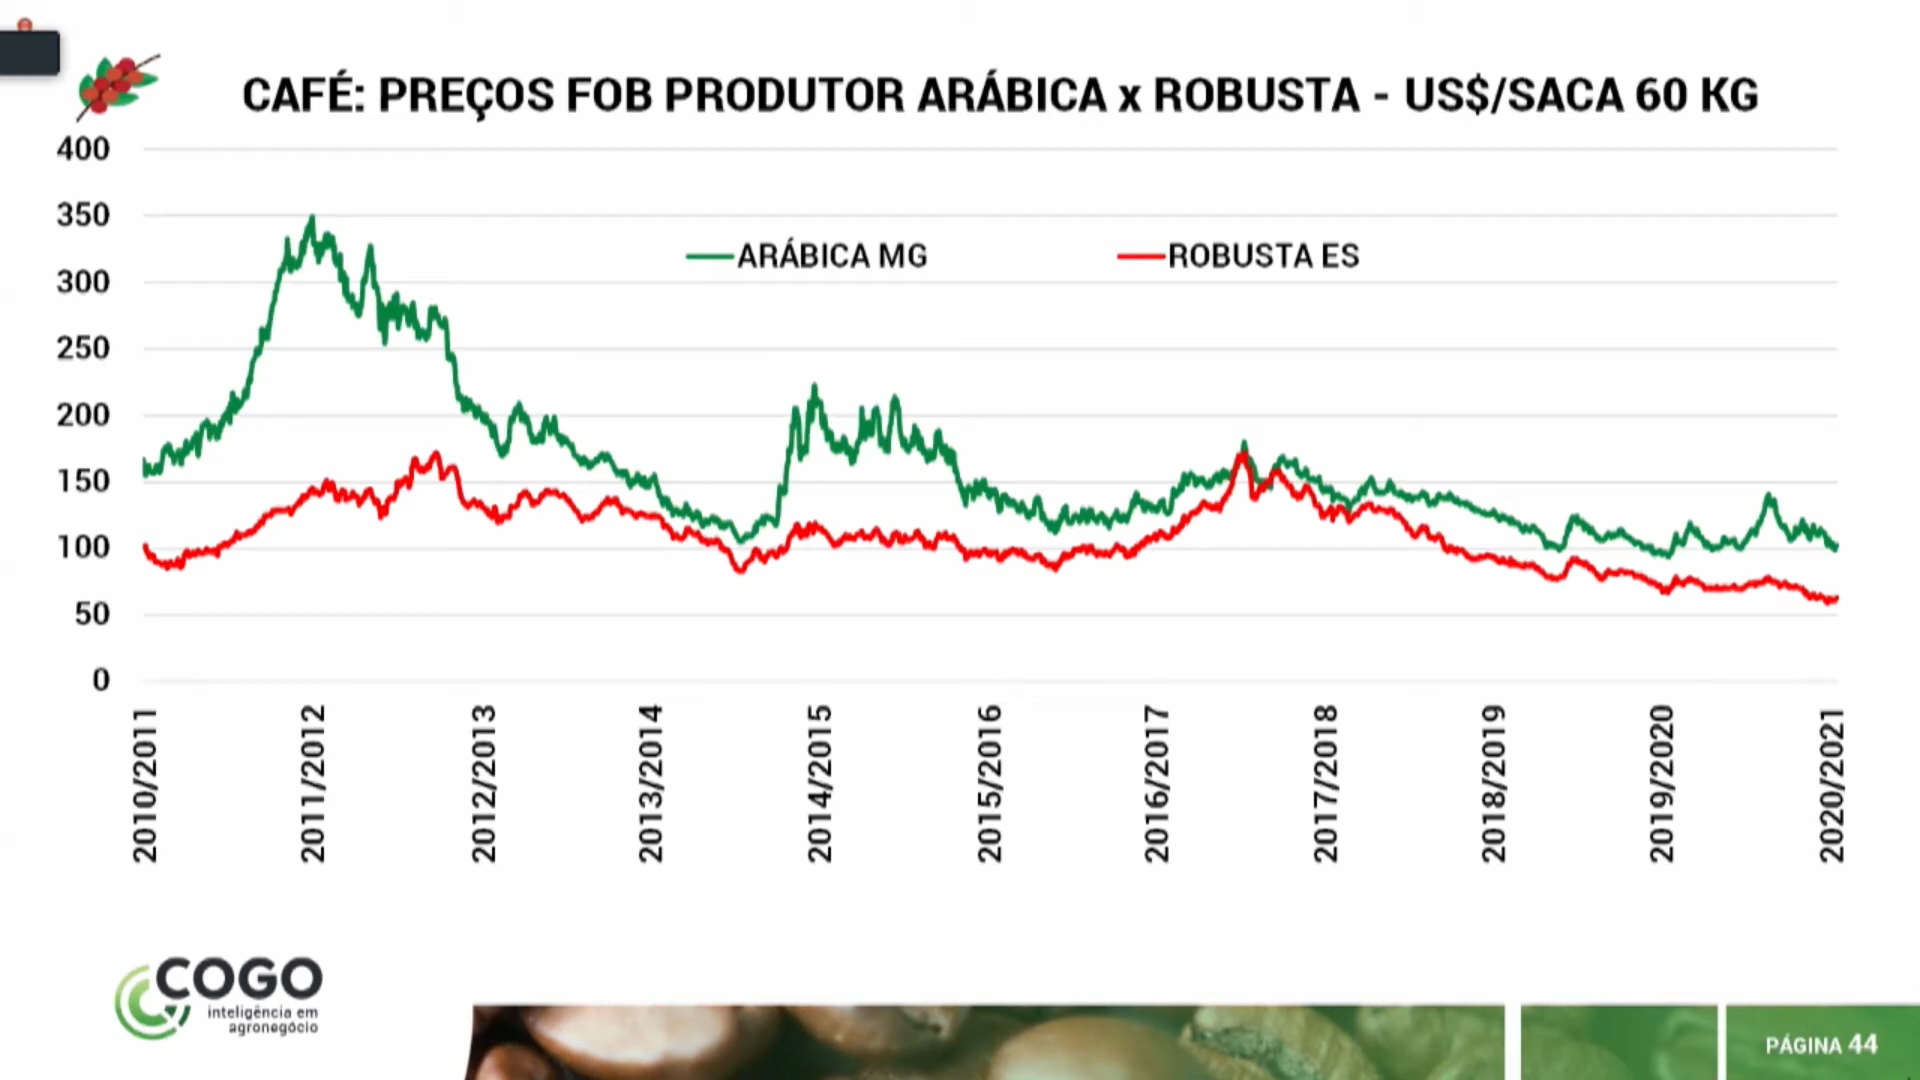 CAFÉ: PREÇOS FOB PRODUTOR ARÁBICA x ROBUSTA - US$/SACA 60 KG
400
350
ARÁBICA MG
ROBUSTA ES
300
250
200
150
100
50
0
2010/2011
2011/2012
2012/2013
2013/2014
2014/2015
2015/2016
2016/2017
2017/2018
2018/2019
2019/2020
2020/2021
COGO
inteligência em
agronegócio
PÁGINA 44